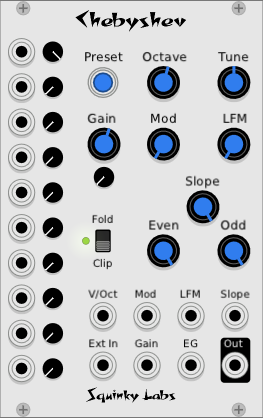 Chebyshev
Preset Octave Tune
Gain Mod LFM
Slope
Fold
Even Odd
Clip
V/Oct Mod LFM Slope
Ext In Gain EG Out
Squinky Labs